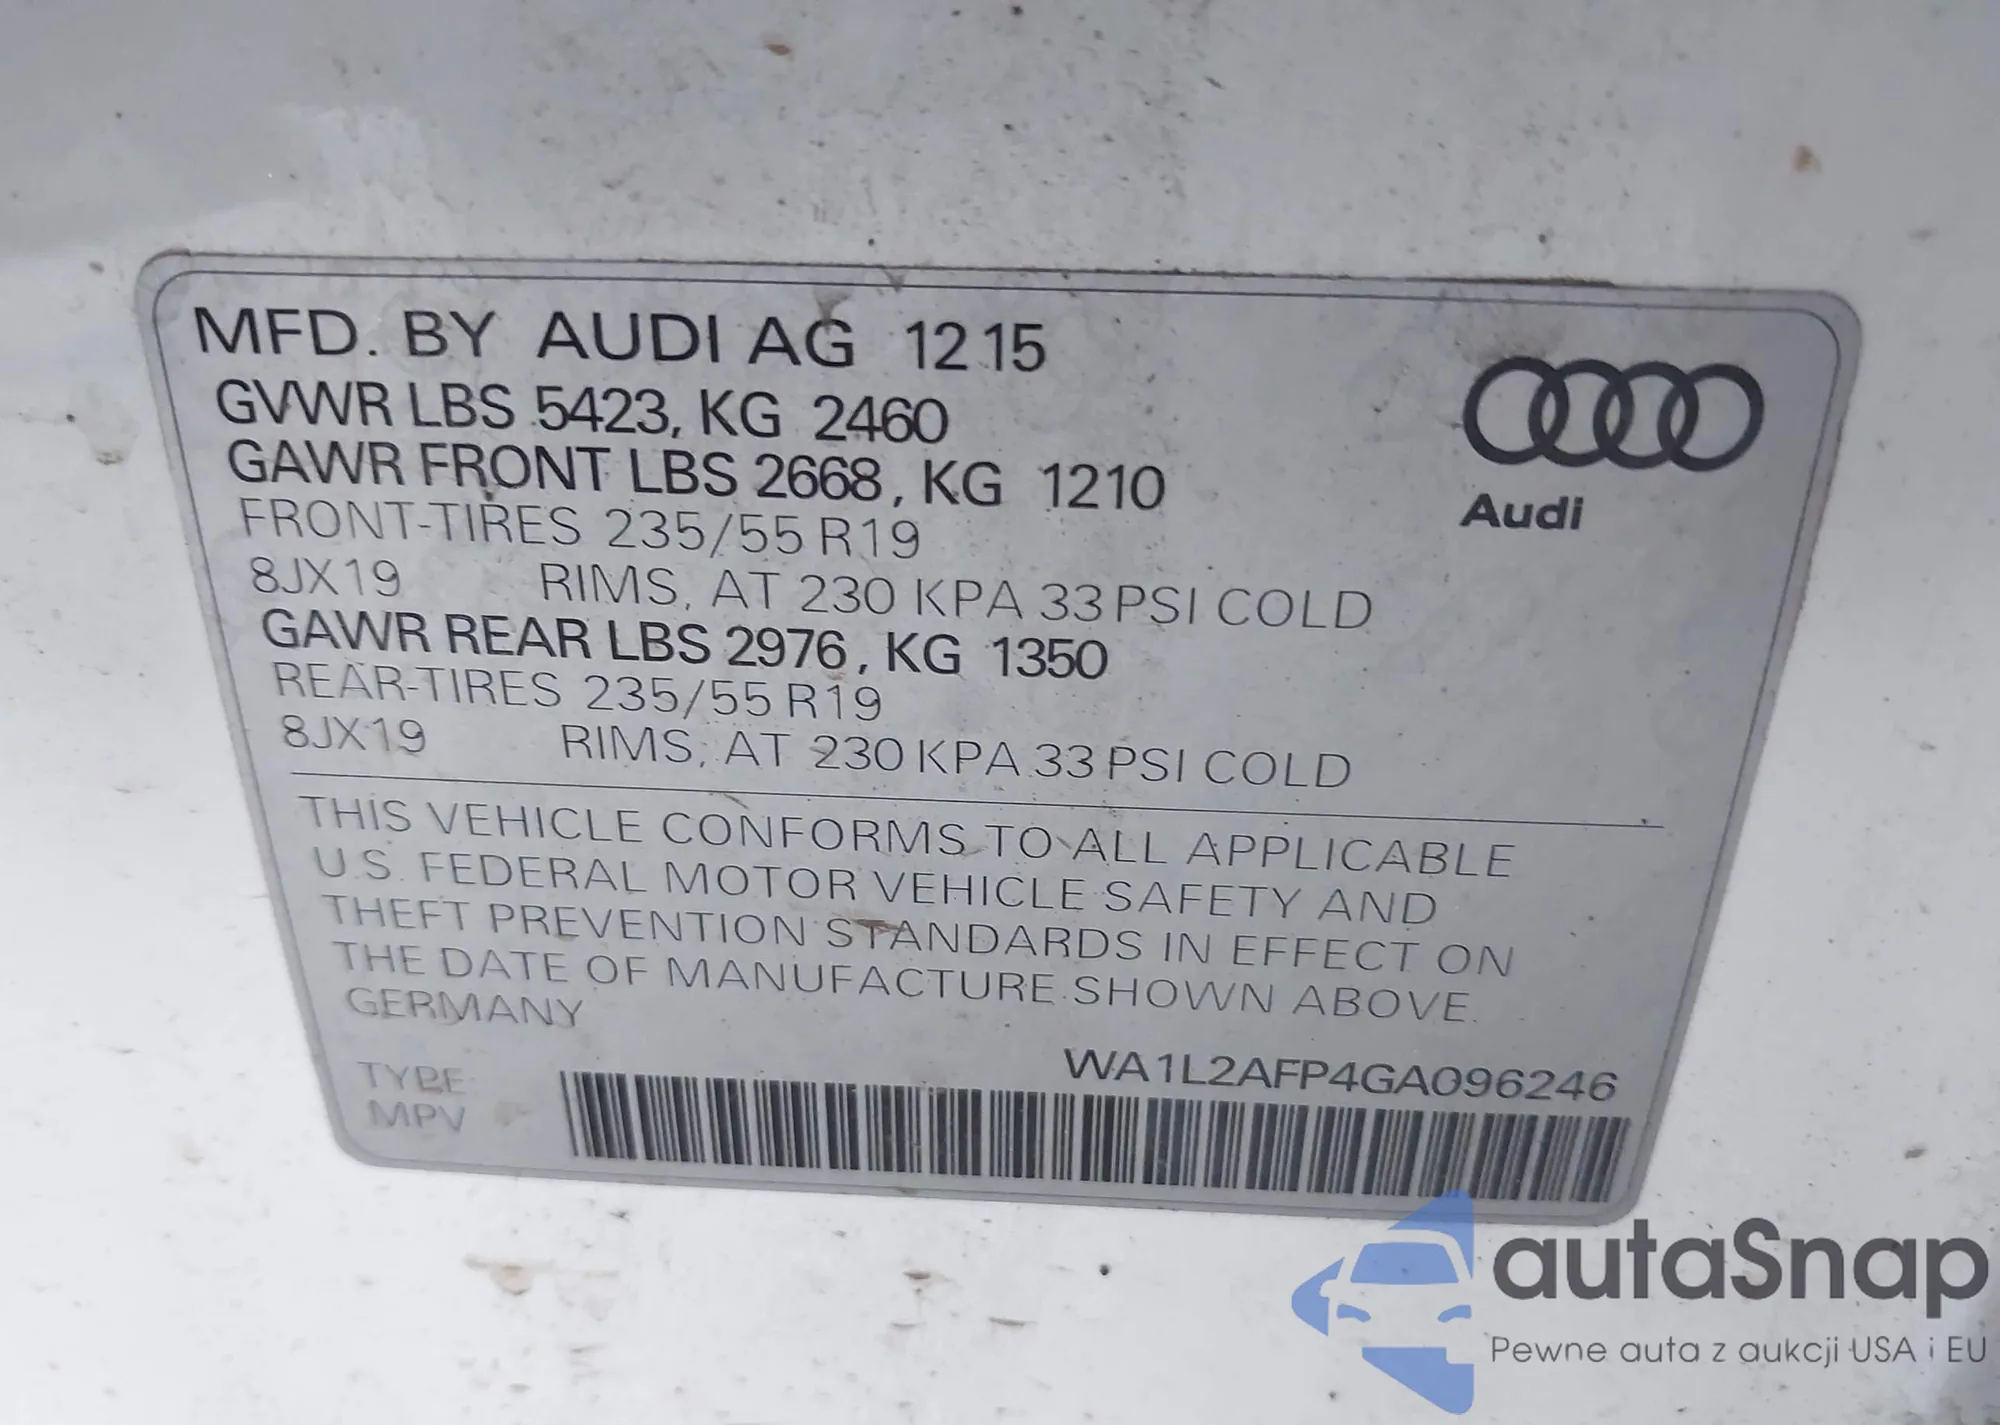 MFD. BY AUDI AG 12 15
GVWR LBS 5423, KG 2460
GAWR FRONT LBS 2668, KG 1210
FRONT-TIRES 235/55 R19
8JX19 RIMS, AT 230 KPA 33 PSI COLD
GAWR REAR LBS 2976, KG 1350
REAR-TIRES 235/55 R19
8JX19 RIMS, AT 230 KPA 33 PSI COLD
Audi
THIS VEHICLE CONFORMS TO ALL APPLICABLE
U.S. FEDERAL MOTOR VEHICLE SAFETY AND
THEFT PREVENTION STANDARDS IN EFFECT ON
THE DATE OF MANUFACTURE SHOWN ABOVE.
GERMANY
WA1L2AFP4GA096246
TYPE
MPV
autaSnap
Pewne auta z aukcji USA i EU